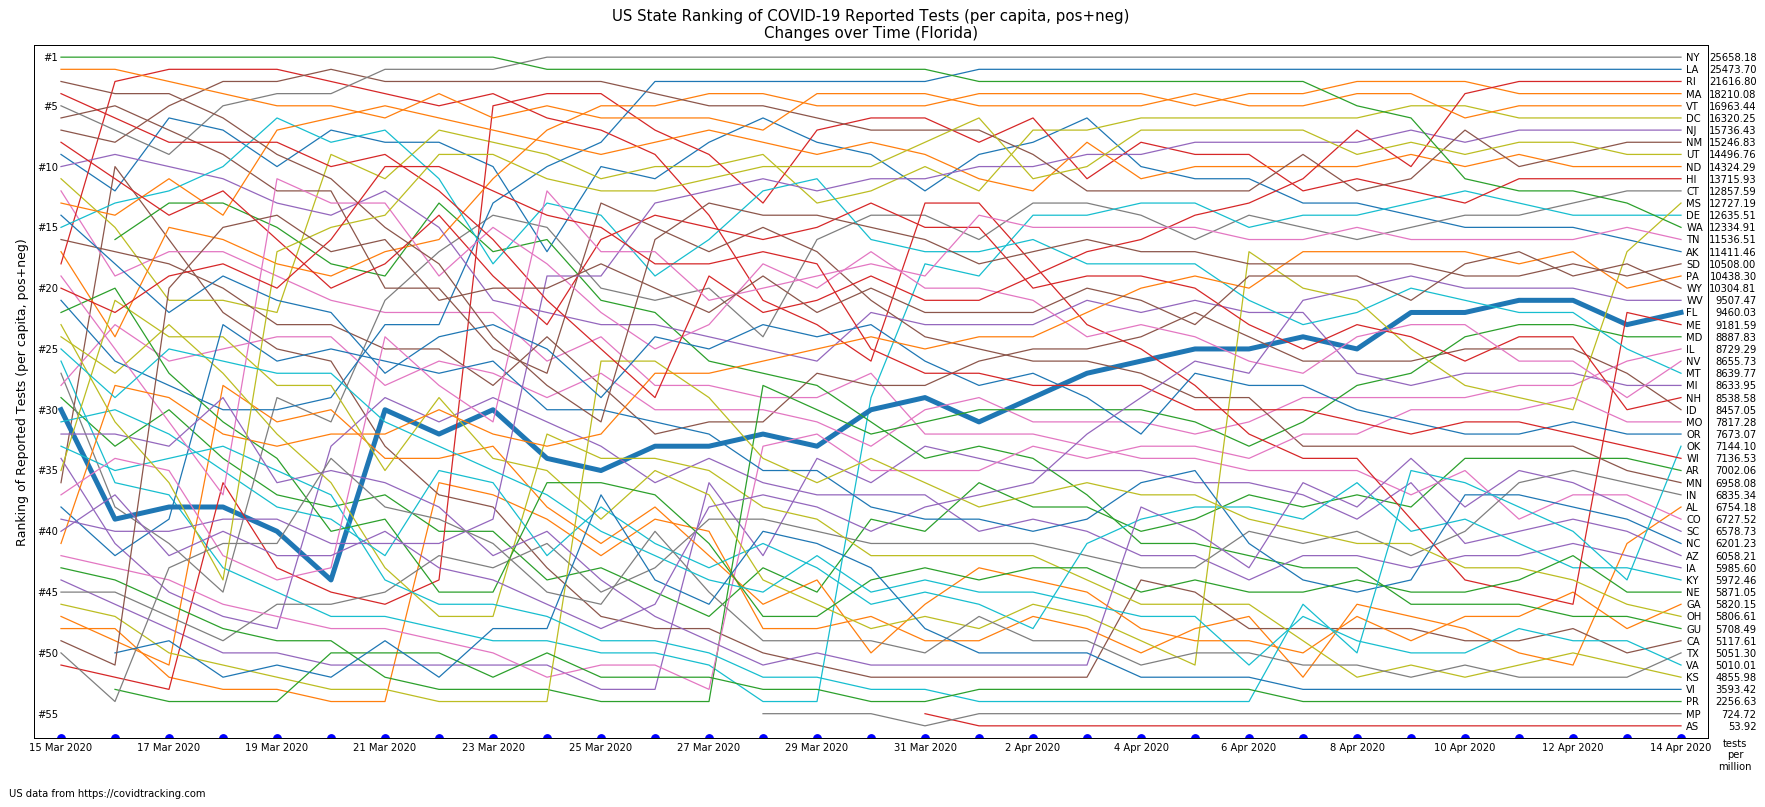 US State Ranking of COVID-19 Reported Tests (per capita, pos+neg)
Changes over Time (Florida)
Ranking of Reported Tests (per capita, pos+neg)
#1
#5
#10
#15
#20
#25
#30
#35
#40
#45
#50
#55
NY 25658.18
LA 25473.70
RI 21616.80
MA 18210.08
VT 16963.44
DC 16320.25
NJ 15736.43
NM 15246.83
UT 14496.76
ND 14324.29
HI 13715.93
CT 12857.59
MS 12727.19
DE 12635.51
WA 12334.91
TN 11536.51
AK 11411.46
SD 10508.00
PA 10438.30
WY 10304.81
WV 9507.47
FL 9460.03
ME 9181.59
MD 8887.83
IL 8729.29
NV 8655.73
MT 8639.77
MI 8633.95
NH 8538.58
ID 8457.05
MO 7817.28
OR 7673.07
OK 7144.10
WI 7136.53
AR 7002.06
MN 6958.08
IN 6835.34
AL 6754.18
CO 6727.52
SC 6578.73
NC 6201.23
AZ 6058.21
IA 5985.60
KY 5972.46
NE 5871.05
GA 5820.15
OH 5806.61
GU 5708.49
CA 5117.61
TX 5051.30
VA 5010.01
KS 4855.98
VI 3593.42
PR 2256.63
MP 724.72
AS 53.92
15 Mar 2020 17 Mar 2020 19 Mar 2020 21 Mar 2020 23 Mar 2020 25 Mar 2020 27 Mar 2020 29 Mar 2020 31 Mar 2020 2 Apr 2020 4 Apr 2020 6 Apr 2020 8 Apr 2020 10 Apr 2020 12 Apr 2020 14 Apr 2020
tests
per
million
US data from https://covidtracking.com